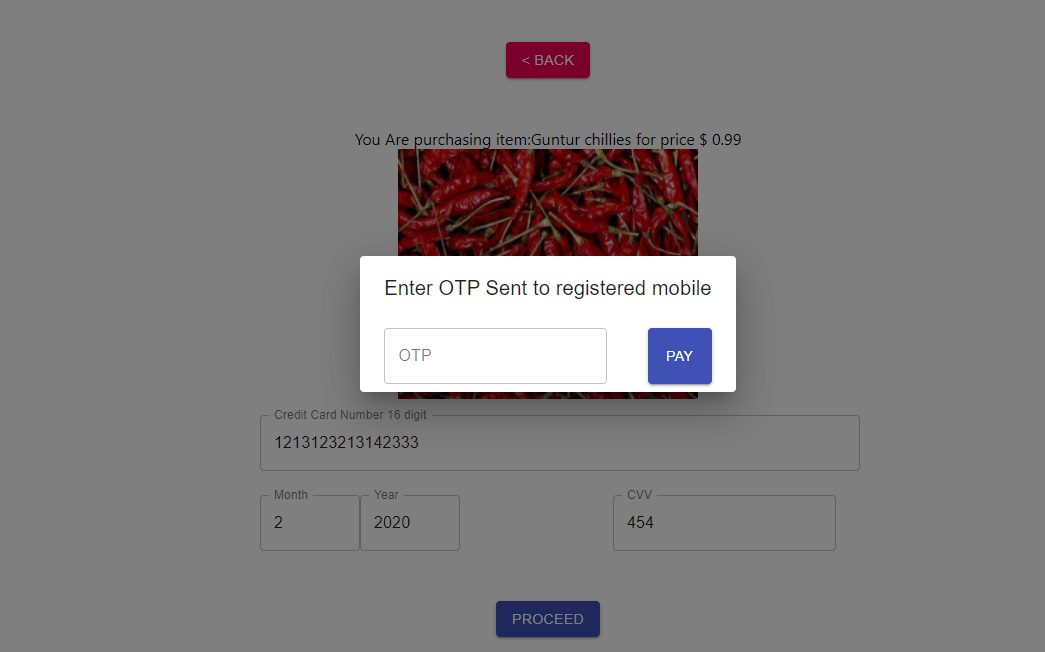 < BACK
You Are purchasing item:Guntur chillies for price $ 0.99
Enter OTP Sent to registered mobile
OTP
PAY
Credit Card Number 16 digit
1213123213142333
Month
Year
CVV
2
2020
454
PROCEED